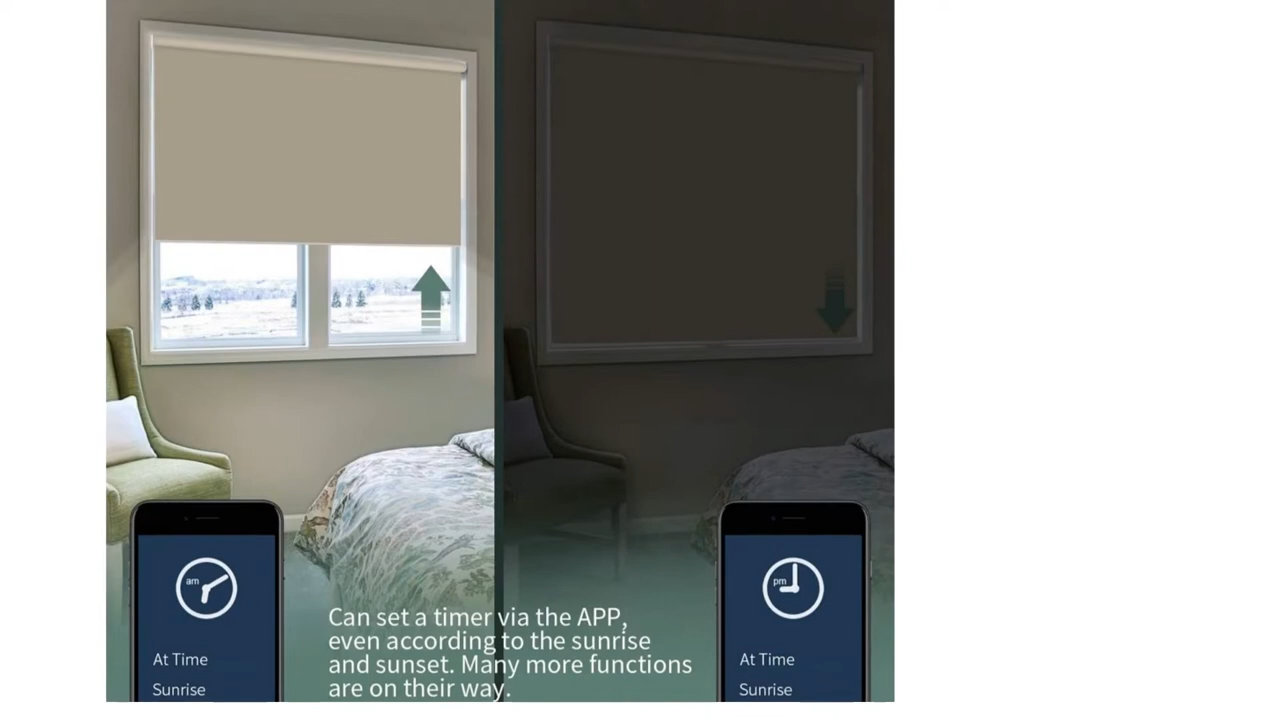 am
pm
Can set a timer via the APP,
even according to the sunrise
and sunset. Many more functions
are on their way.
At Time
Sunrise
At Time
Sunrise